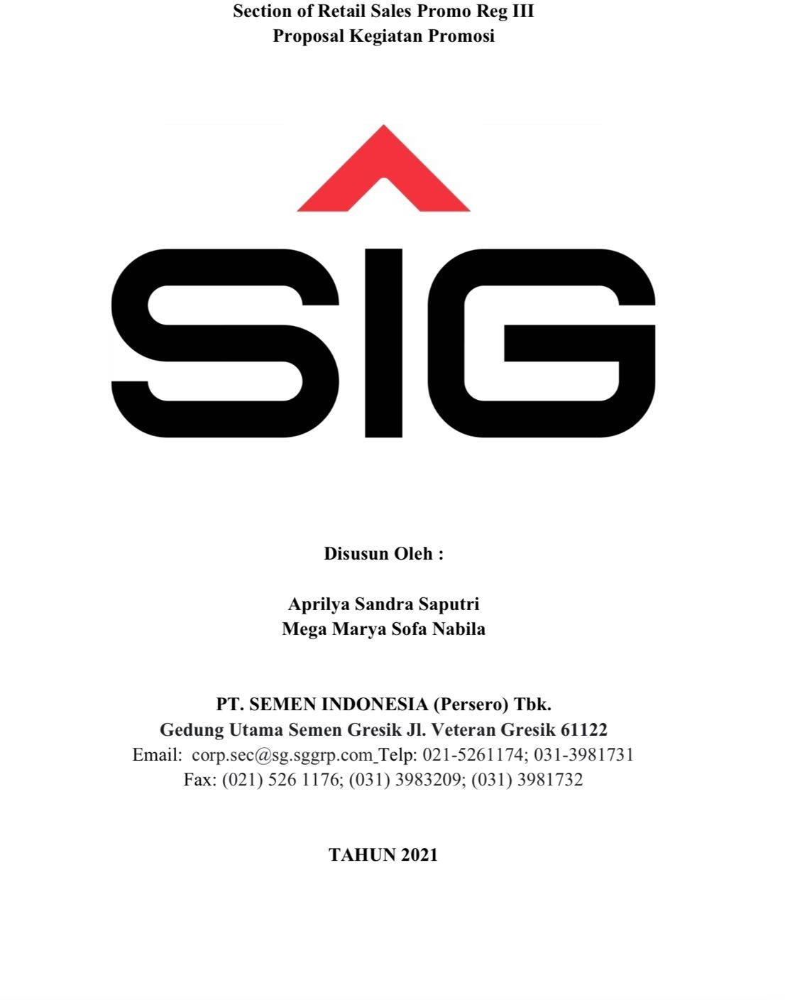 Section of Retail Sales Promo Reg III
Proposal Kegiatan Promosi
SIG
Disusun Oleh :
Aprilya Sandra Saputri
Mega Marya Sofa Nabila
PT. SEMEN INDONESIA (Persero) Tbk.
Gedung Utama Semen Gresik Jl. Veteran Gresik 61122
Email:  corp.sec@sg.sggrp.com Telp: 021-5261174; 031-3981731
Fax: (021) 526 1176; (031) 3983209; (031) 3981732
TAHUN 2021